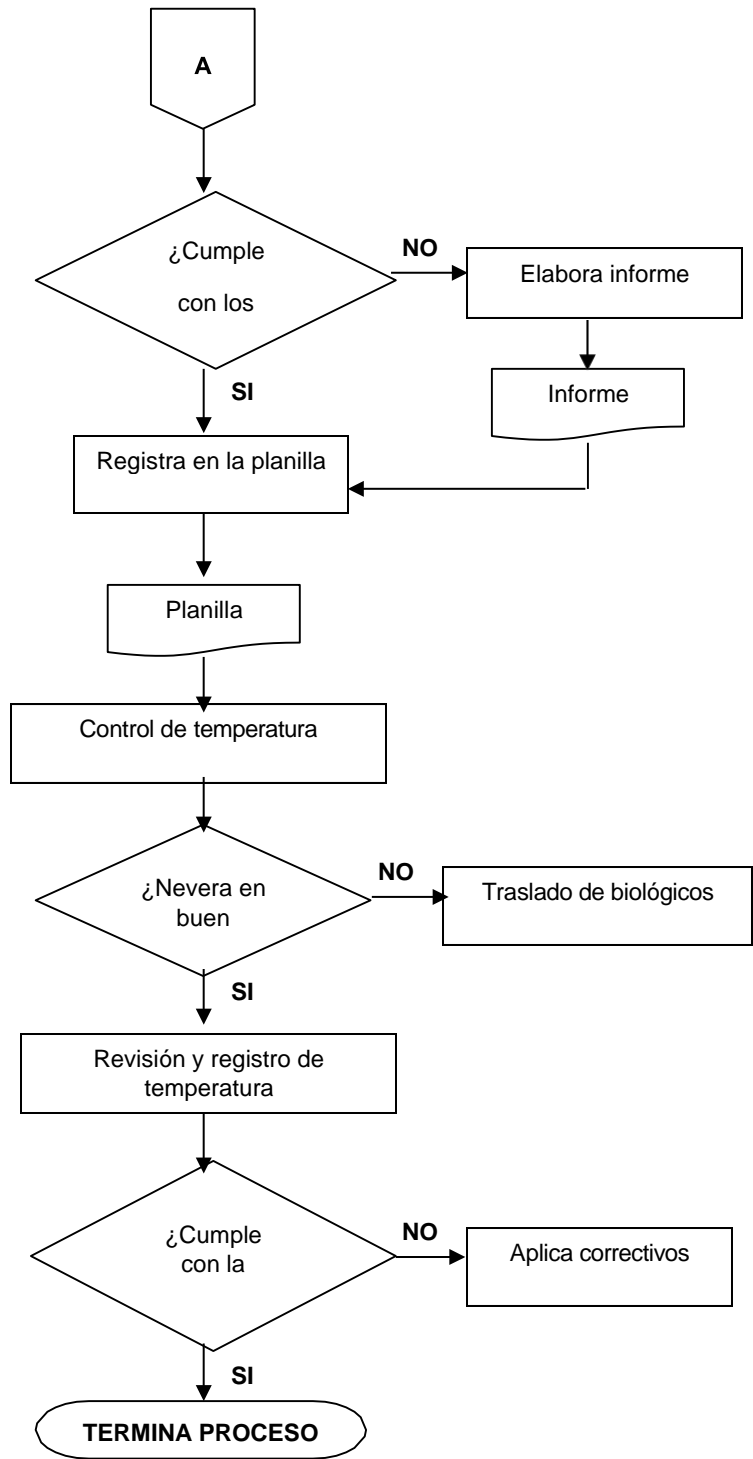 A
¿Cumple
con los
NO
Elabora informe
SI
Informe
Registra en la planilla
Planilla
Control de temperatura
¿Nevera en
buen
NO
Traslado de biológicos
SI
Revisión y registro de
temperatura
¿Cumple
con la
NO
Aplica correctivos
SI
TERMINA PROCESO